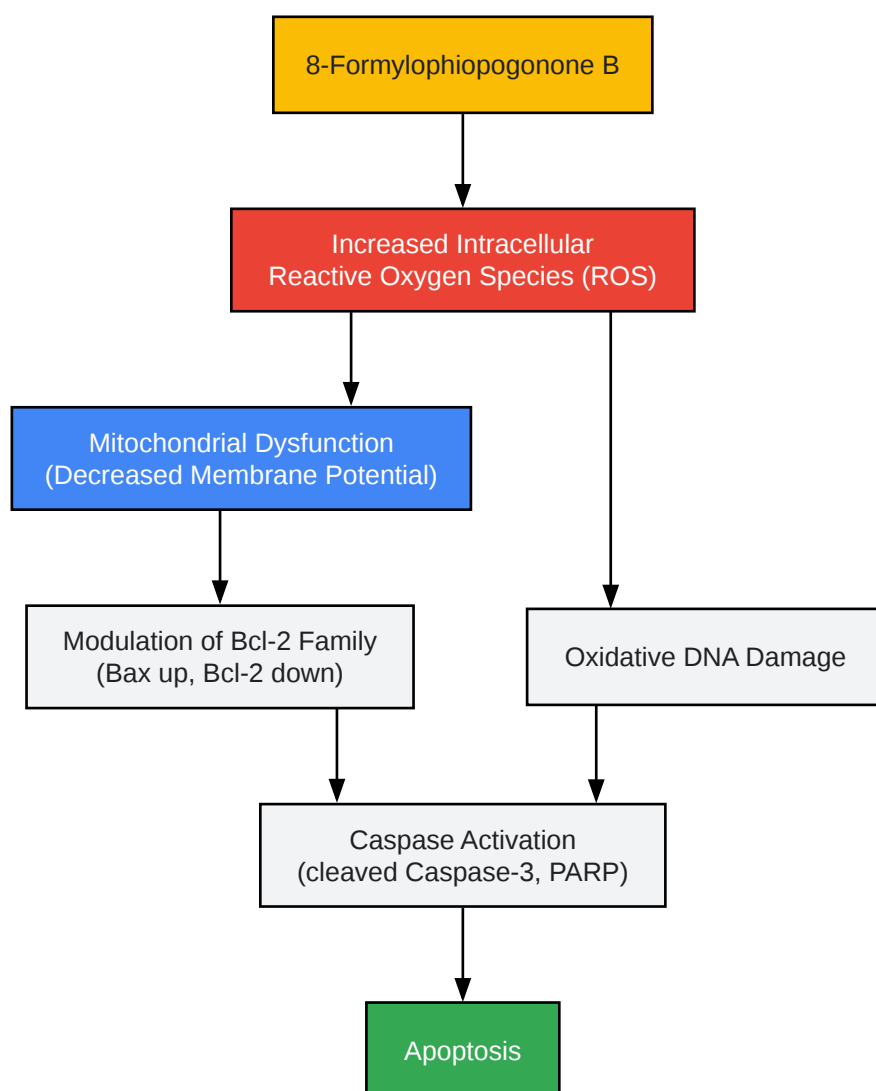 8-Formylophiopogonone B
Increased Intracellular
Reactive Oxygen Species (ROS)
Mitochondrial Dysfunction
(Decreased Membrane Potential)
Modulation of Bcl-2 Family
(Bax up, Bcl-2 down)
Oxidative DNA Damage
Caspase Activation
(cleaved Caspase-3, PARP)
Apoptosis